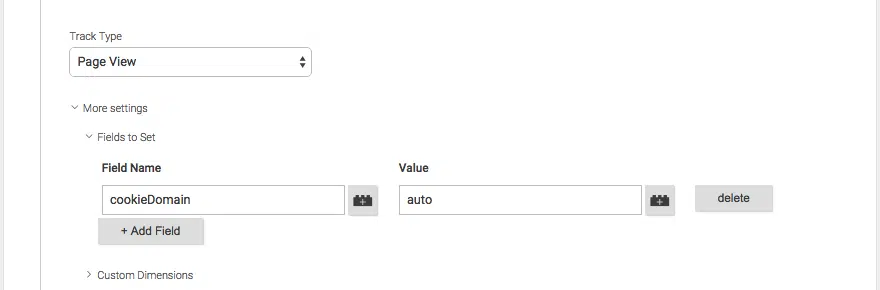 Track Type
Page View
More settings
Fields to Set
Field Name Value
cookieDomain auto delete
+ Add Field
Custom Dimensions